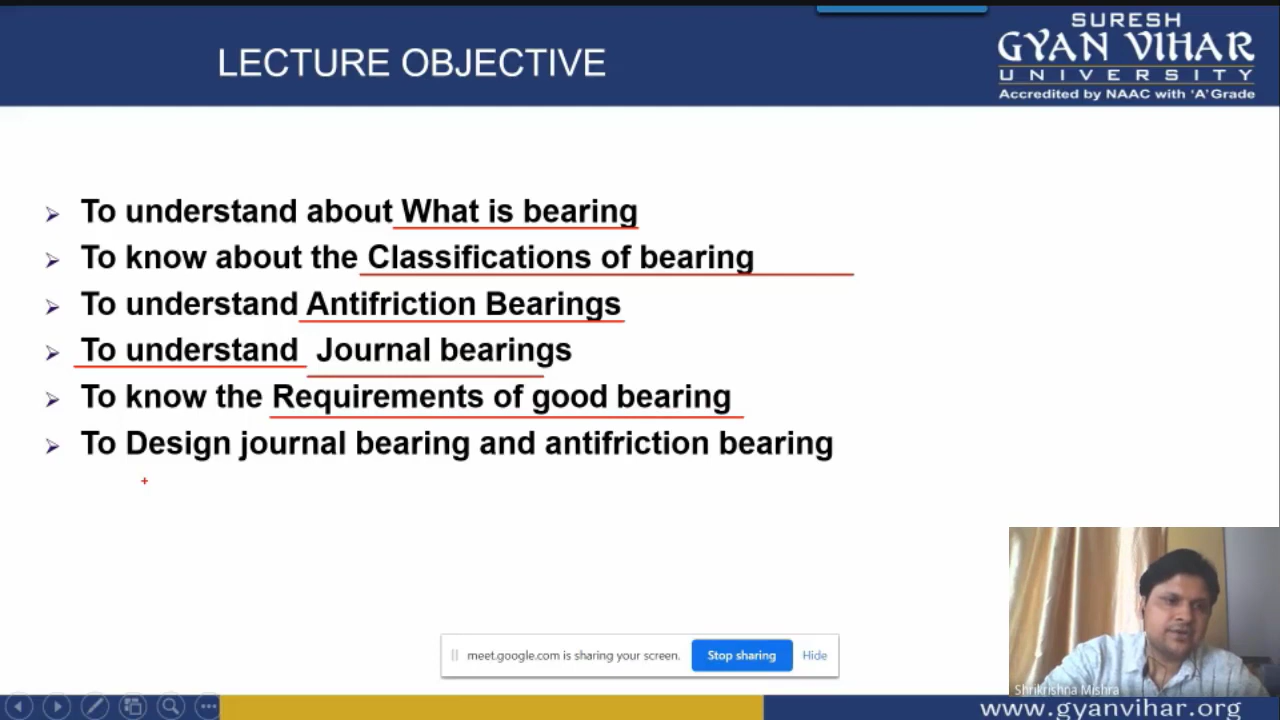 LECTURE OBJECTIVE
SURESH
GYAN VIHAR
UNIVERSITY
Accredited by NAAC with 'A' Grade
To understand about What is bearing
To know about the Classifications of bearing
To understand Antifriction Bearings
To understand Journal bearings
To know the Requirements of good bearing
To Design journal bearing and antifriction bearing
meet.google.com is sharing your screen. Stop sharing Hide
Shrikrishna Mishra
www.gyanvihar.org